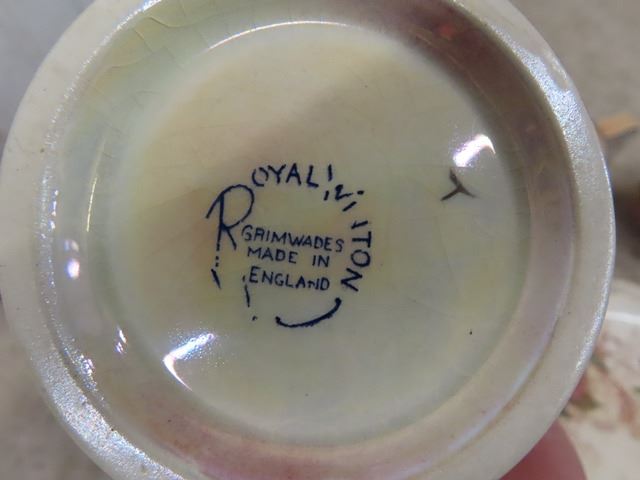 ROYAL WINTON
GRIMWADES
MADE IN
ENGLAND
Y